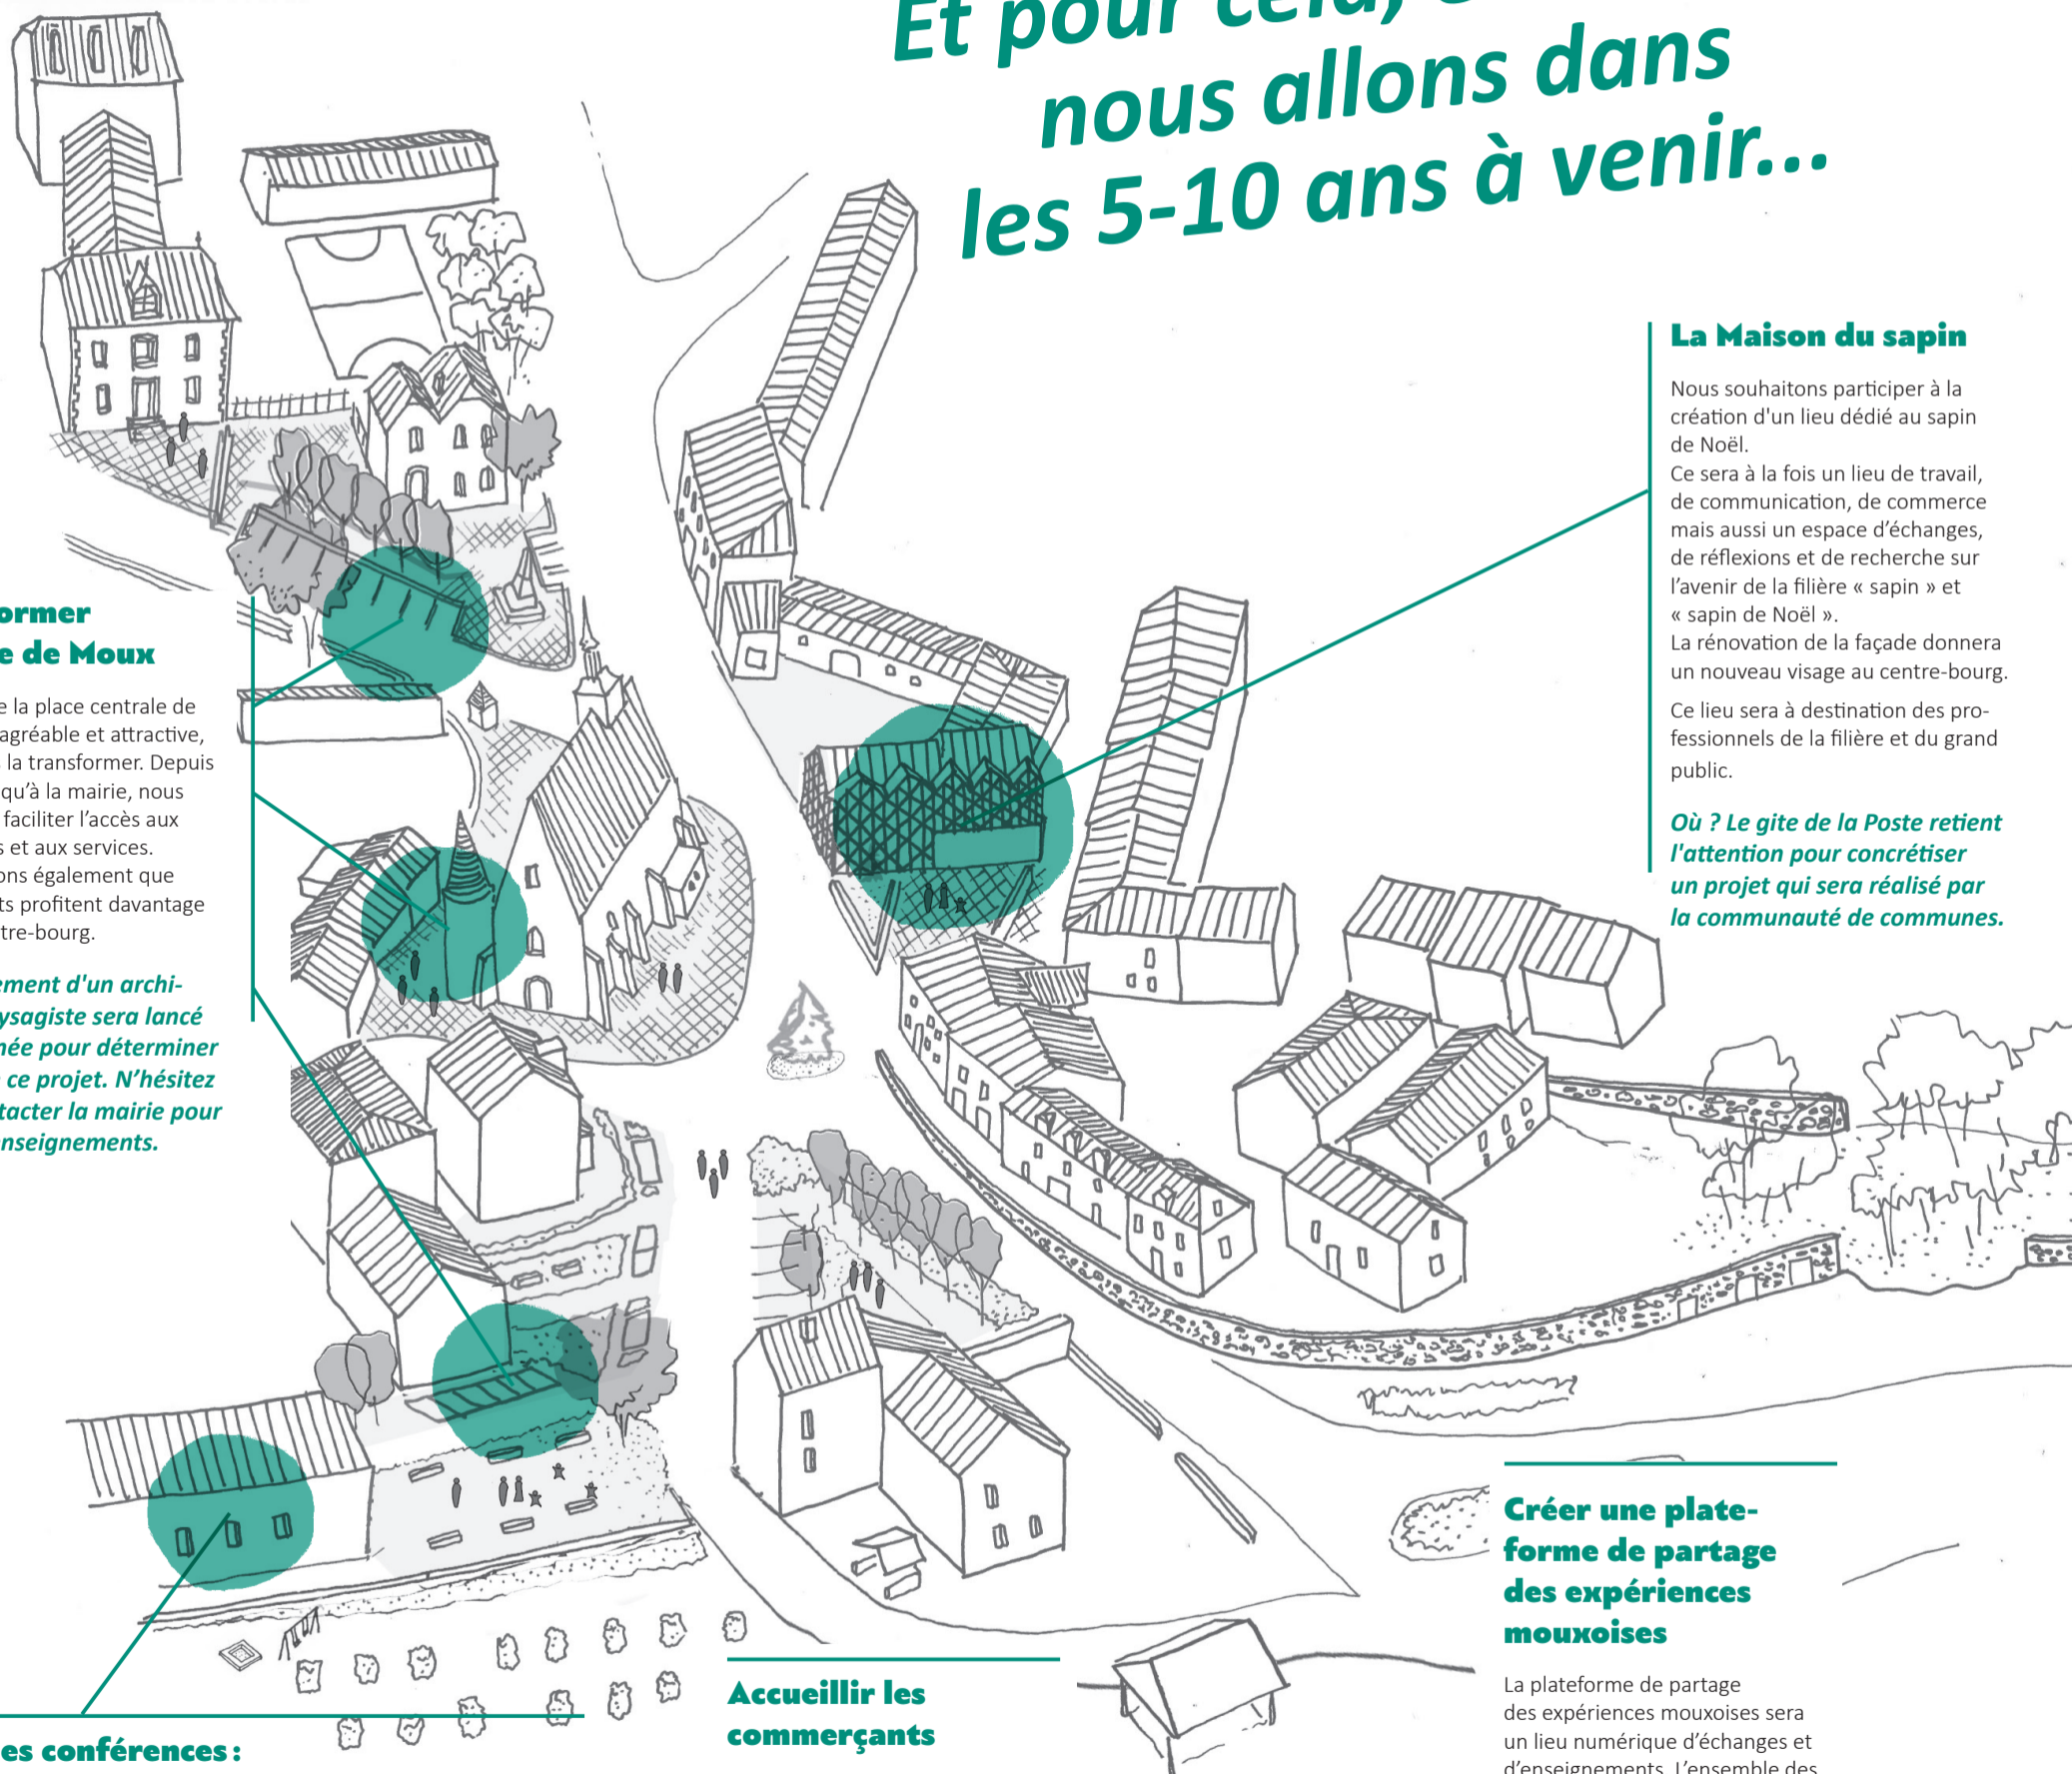 Et pour cela,
nous allons dans
les 5-10 ans à venir...
La Maison du sapin
Nous souhaitons participer à la
création d'un lieu dédié au sapin
de Noël.
Ce sera à la fois un lieu de travail,
de communication, de commerce
mais aussi un espace d’échanges,
de réflexions et de recherche sur
l’avenir de la filière « sapin » et
« sapin de Noël ».
La rénovation de la façade donnera
un nouveau visage au centre-bourg.
Ce lieu sera à destination des pro-
fessionnels de la filière et du grand
public.
Où ? Le gite de la Poste retient
l'attention pour concrétiser
un projet qui sera réalisé par
la communauté de communes.
ormer
e de Moux
e la place centrale de
agréable et attractive,
s la transformer. Depuis
qu’à la mairie, nous
faciliter l’accès aux
s et aux services.
ons également que
ts profitent davantage
tre-bourg.
ement d'un archi-
ysagiste sera lancé
née pour déterminer
ce projet. N’hésitez
tacter la mairie pour
enseignements.
es conférences :
Accueillir les
commerçants
Créer une plate-
forme de partage
des expériences
mouxoises
La plateforme de partage
des expériences mouxoises sera
un lieu numérique d’échanges et
d’enseignements. L’ensemble des